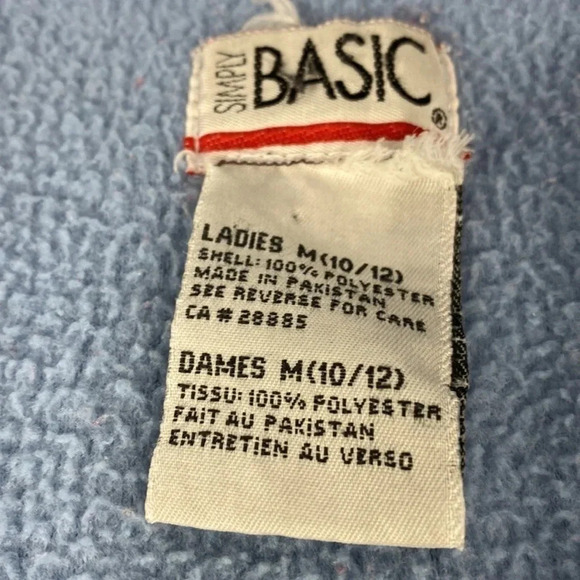 SIMPLY
BASIC
®
LADIES M(10/12)
SHELL: 100% POLYESTER
MADE IN PAKISTAN
SEE REVERSE FOR CARE
CA# 28885
DAMES M(10/12)
TISSU: 100% POLYESTER
FAIT AU PAKISTAN
ENTRETIEN AU VERSO